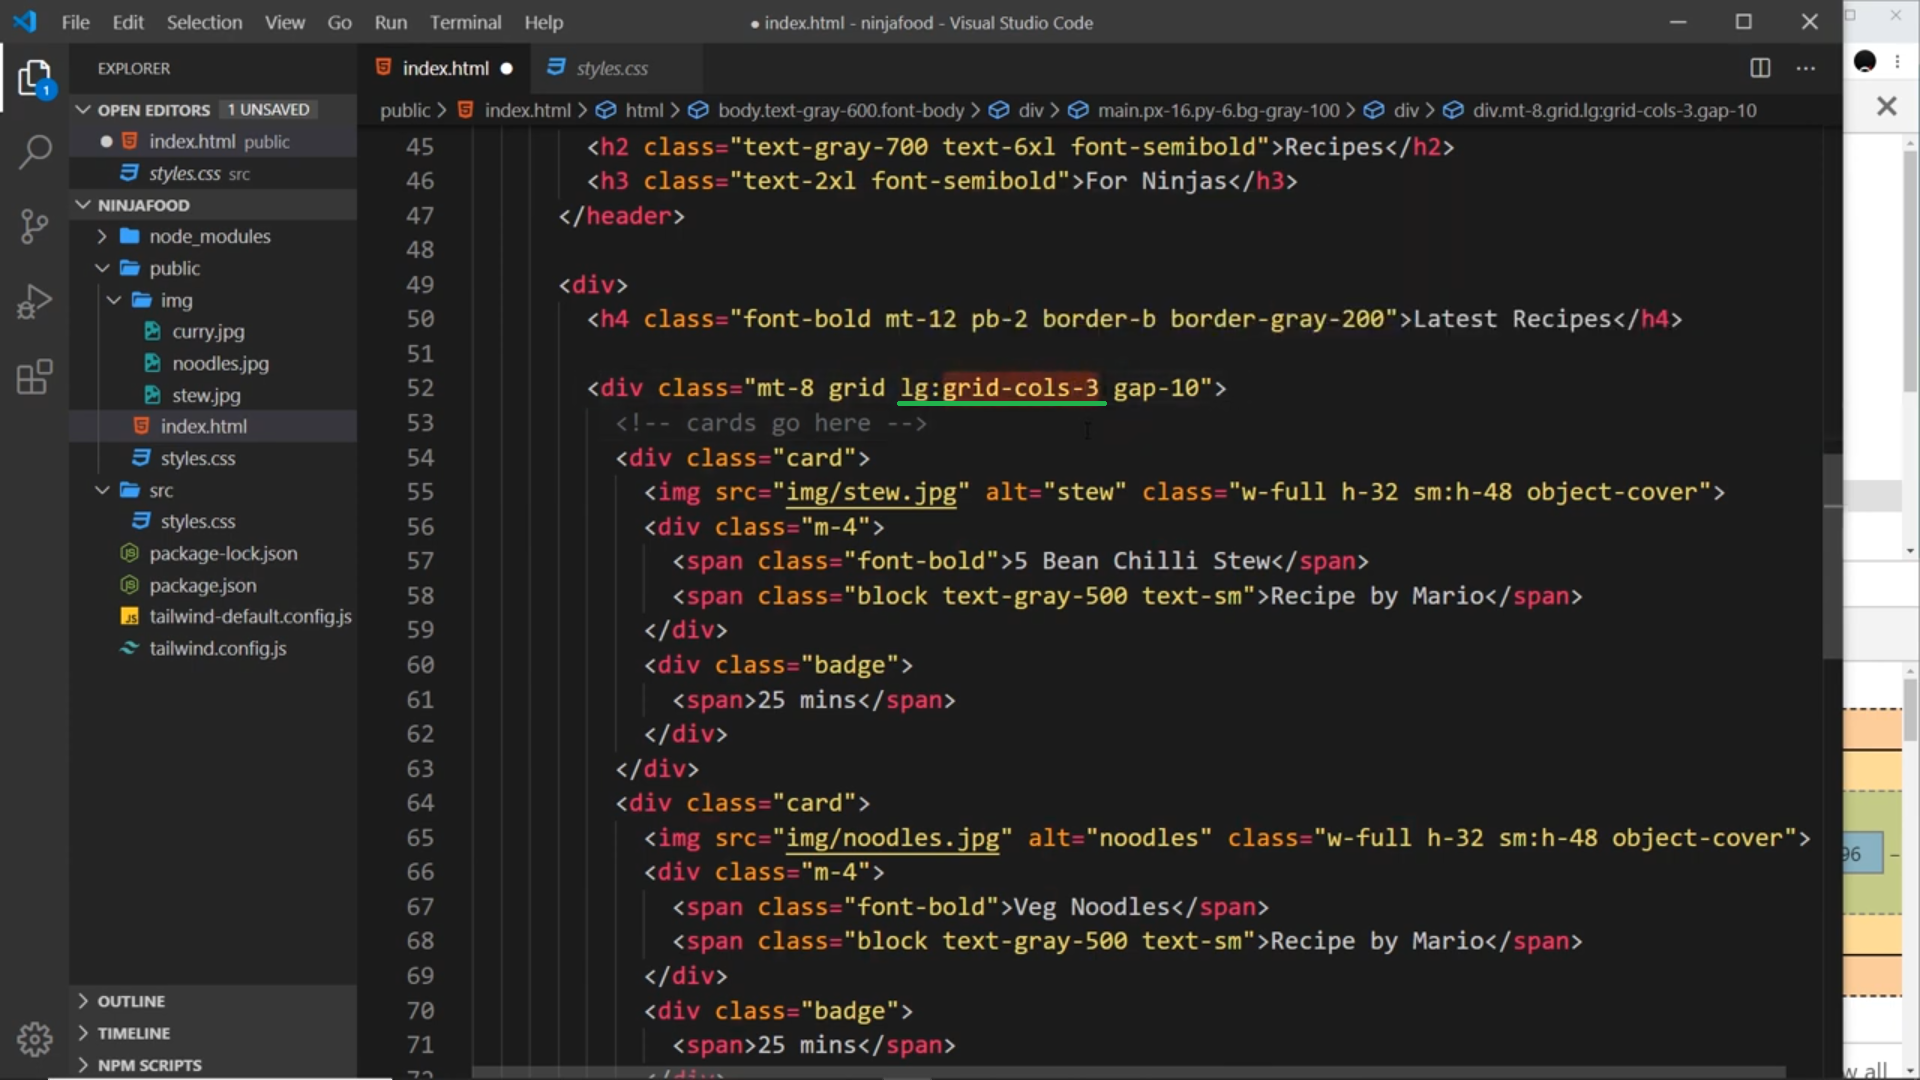 File Edit Selection View Go Run Terminal Help
● index.html - ninjafood - Visual Studio Code
EXPLORER
1
OPEN EDITORS 1 UNSAVED
index.html public
styles.css src
NINJAFOOD
node_modules
public
img
curry.jpg
noodles.jpg
stew.jpg
index.html
styles.css
src
styles.css
package-lock.json
package.json
JS tailwind-default.config.js
tailwind.config.js
OUTLINE
TIMELINE
NPM SCRIPTS
index.html ● styles.css
public > index.html > html > body.text-gray-600.font-body > div > main.px-16.py-6.bg-gray-100 > div > div.mt-8.grid.lg:grid-cols-3.gap-10
45 <h2 class="text-gray-700 text-6xl font-semibold">Recipes</h2>
46 <h3 class="text-2xl font-semibold">For Ninjas</h3>
47 </header>
48
49 <div>
50 <h4 class="font-bold mt-12 pb-2 border-b border-gray-200">Latest Recipes</h4>
51
52 <div class="mt-8 grid lg:grid-cols-3 gap-10">
53 <!-- cards go here -->
54 <div class="card">
55 <img src="img/stew.jpg" alt="stew" class="w-full h-32 sm:h-48 object-cover">
56 <div class="m-4">
57 <span class="font-bold">5 Bean Chilli Stew</span>
58 <span class="block text-gray-500 text-sm">Recipe by Mario</span>
59 </div>
60 <div class="badge">
61 <span>25 mins</span>
62 </div>
63 </div>
64 <div class="card">
65 <img src="img/noodles.jpg" alt="noodles" class="w-full h-32 sm:h-48 object-cover">
66 <div class="m-4">
67 <span class="font-bold">Veg Noodles</span>
68 <span class="block text-gray-500 text-sm">Recipe by Mario</span>
69 </div>
70 <div class="badge">
71 <span>25 mins</span>
72 </div>
96 –
all